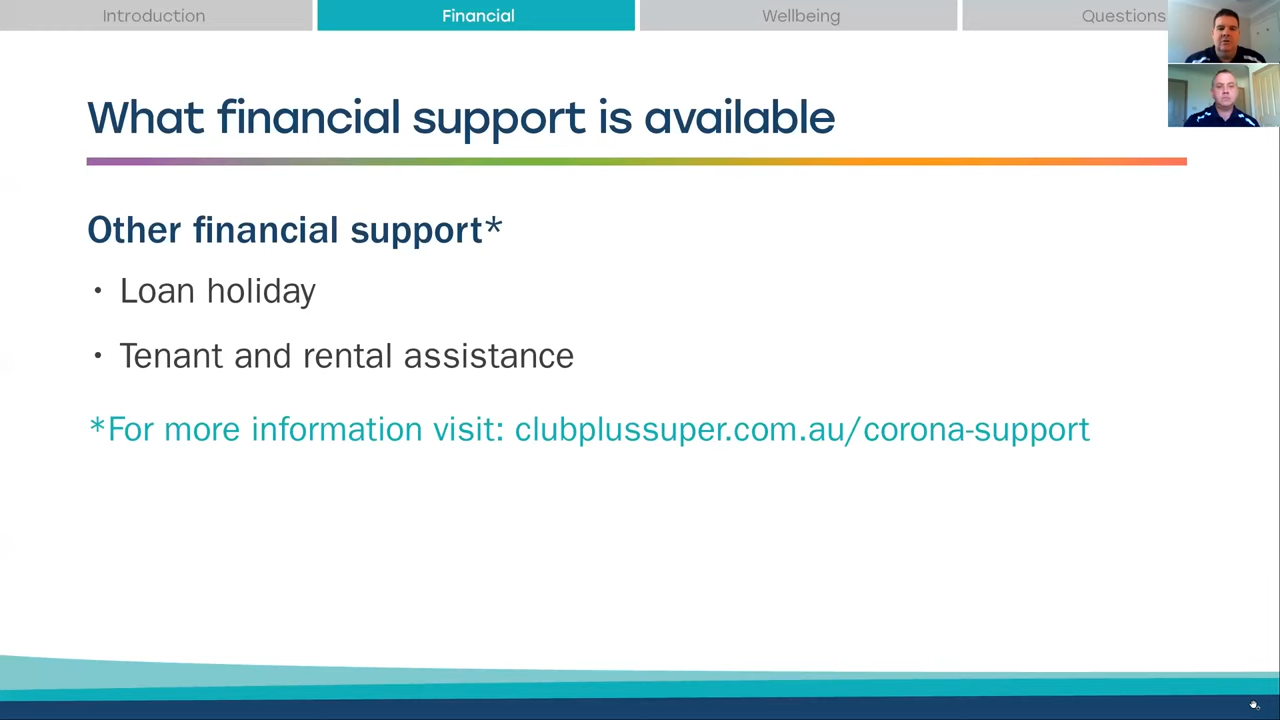 Introduction
Financial
Wellbeing
Questions
What financial support is available
Other financial support*
• Loan holiday
• Tenant and rental assistance
*For more information visit: clubplussuper.com.au/corona-support